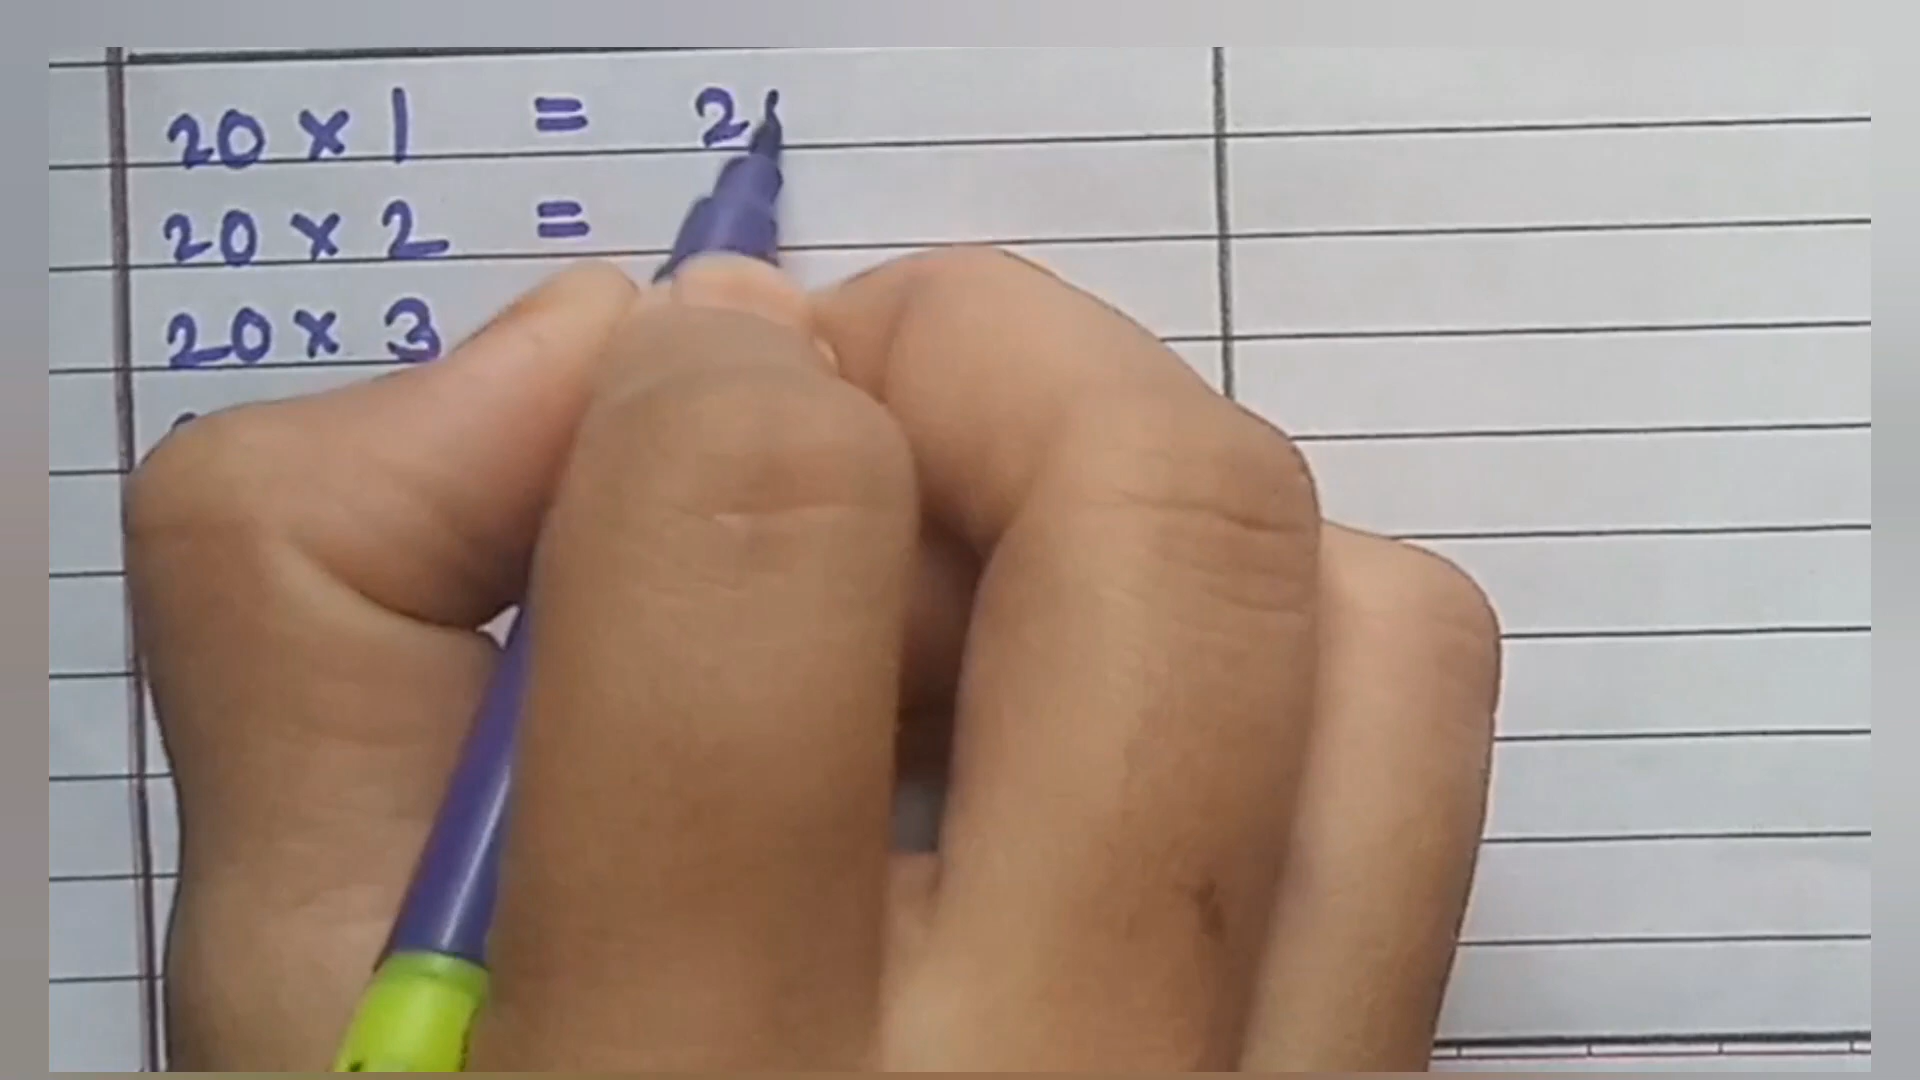 20 × 1 = 2
20 × 2 =
20 × 3